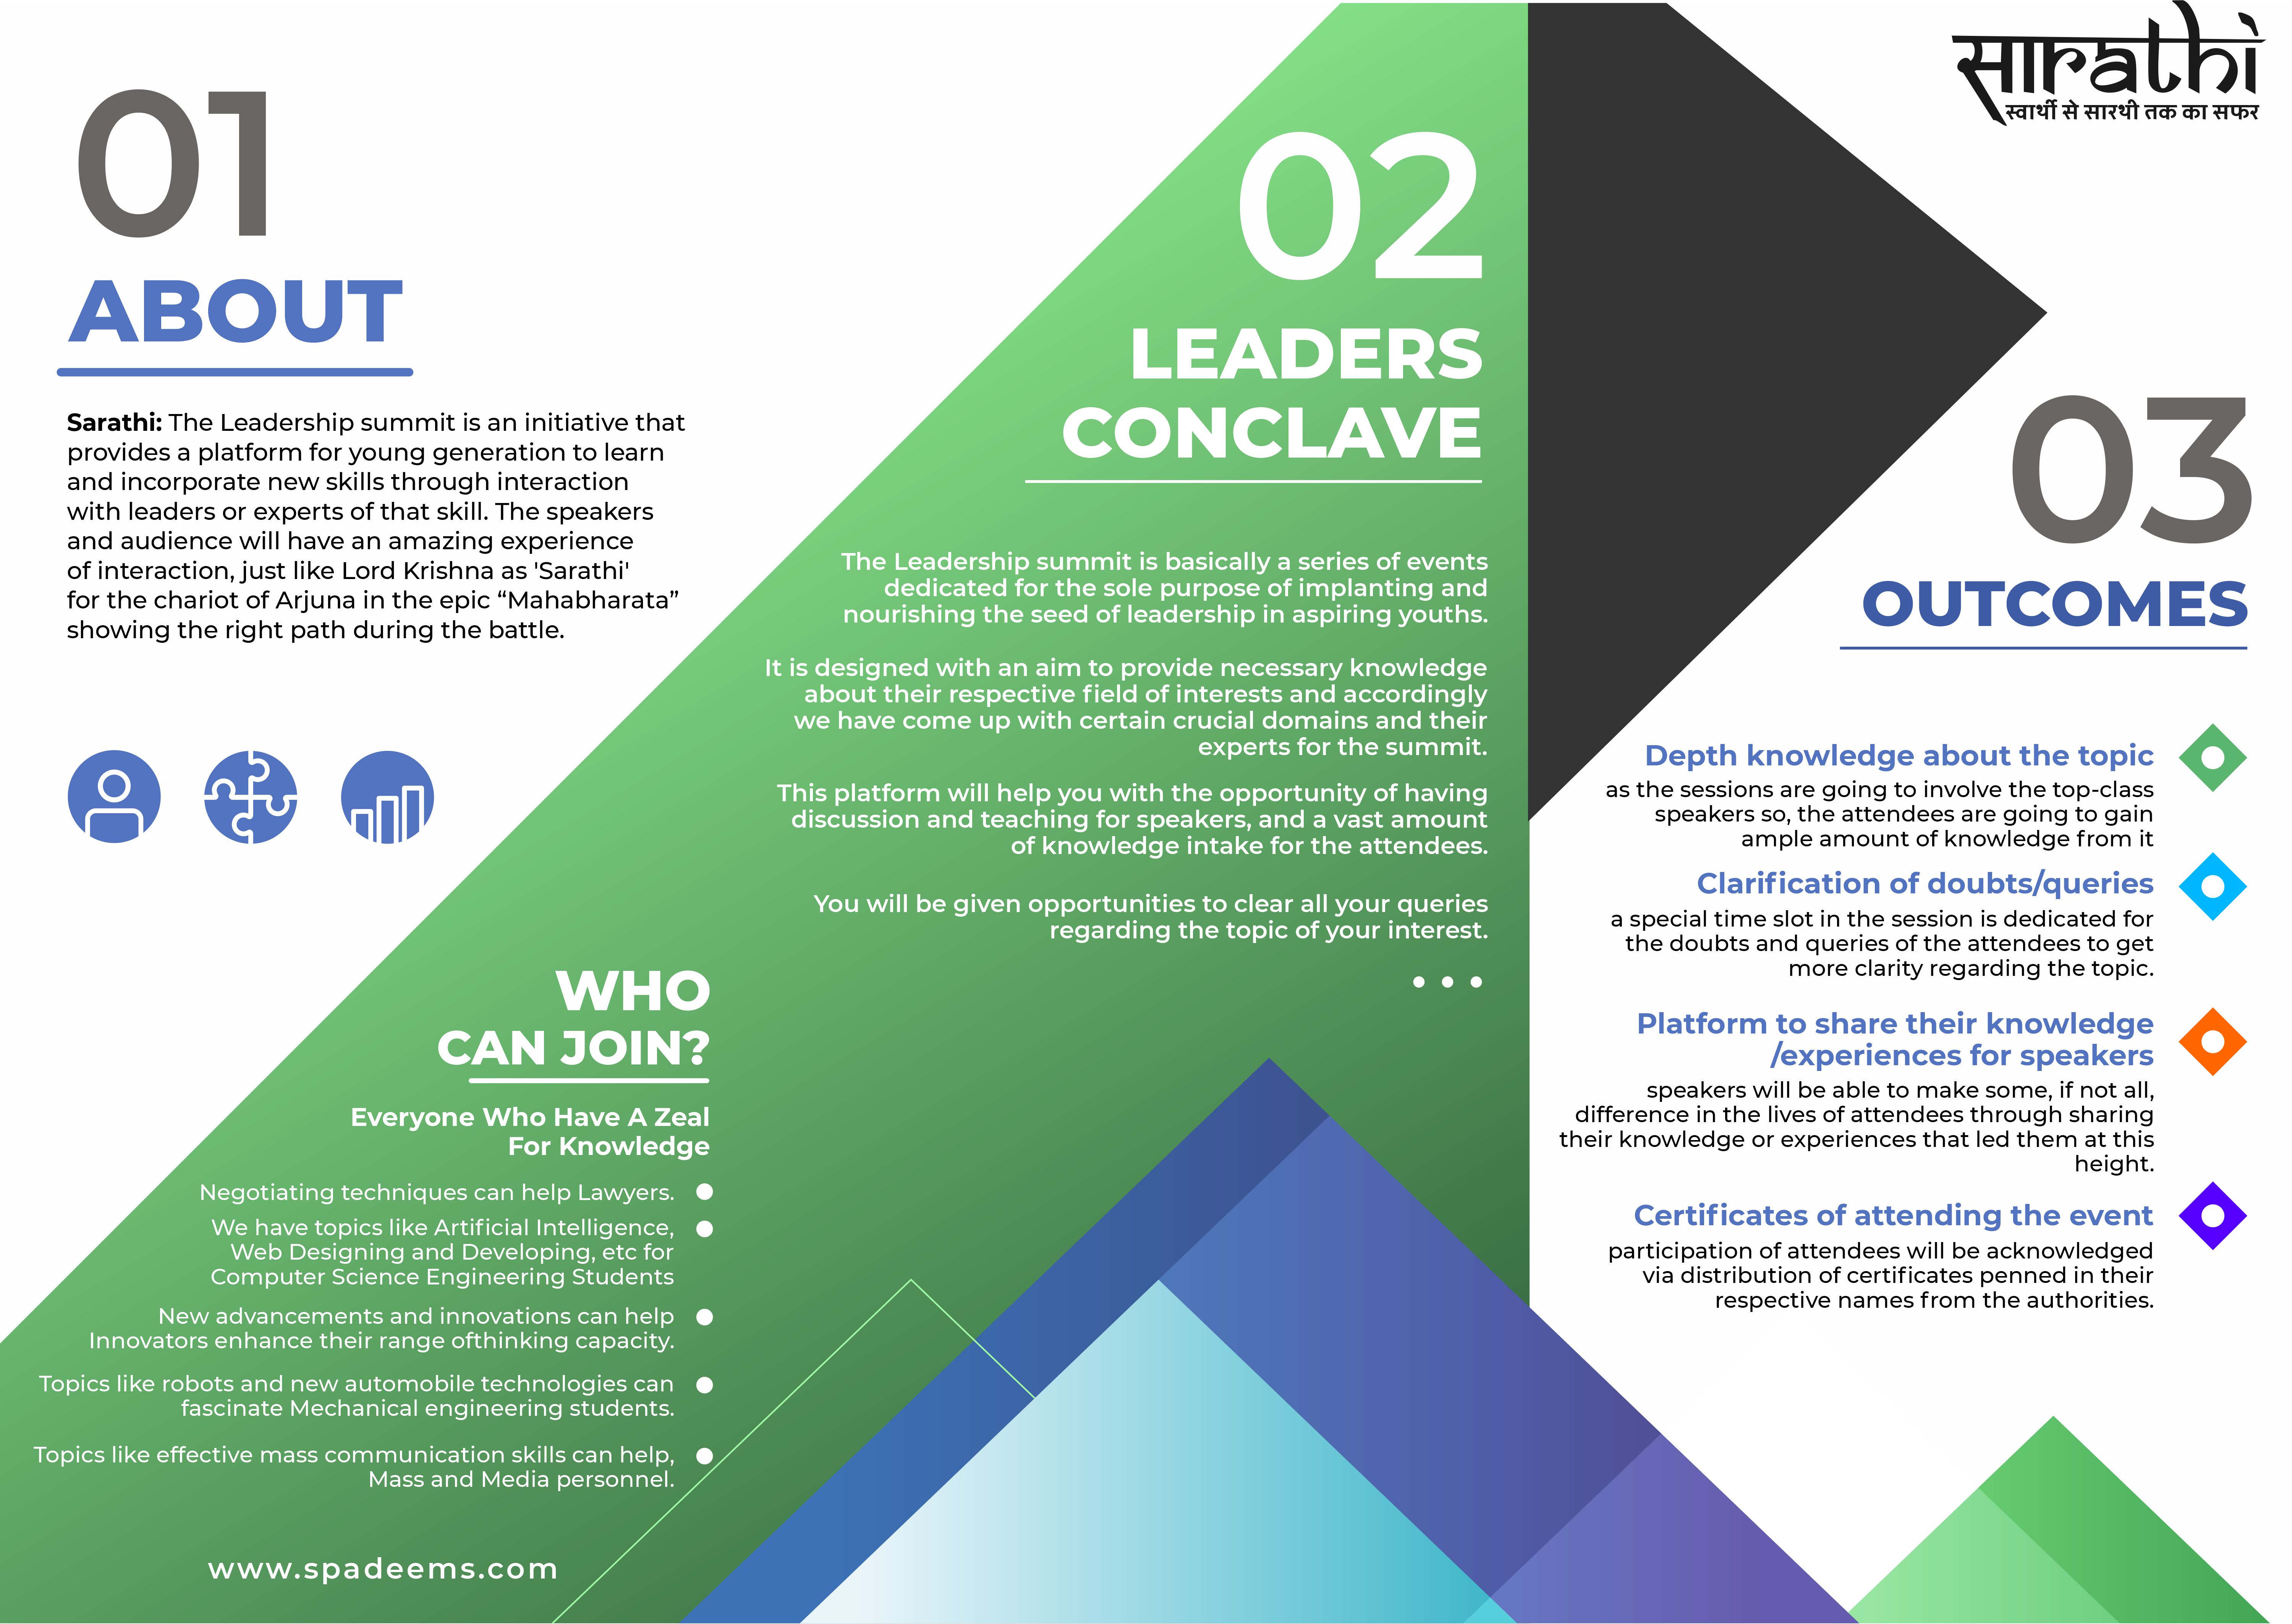 01
ABOUT
Sarathi: The Leadership summit is an initiative that
provides a platform for young generation to learn
and incorporate new skills through interaction
with leaders or experts of that skill. The speakers
and audience will have an amazing experience
of interaction, just like Lord Krishna as 'Sarathi'
for the chariot of Arjuna in the epic “Mahabharata”
showing the right path during the battle.
WHO
CAN JOIN?
Everyone Who Have A Zeal
For Knowledge
Negotiating techniques can help Lawyers.
We have topics like Artificial Intelligence,
Web Designing and Developing, etc for
Computer Science Engineering Students
New advancements and innovations can help
Innovators enhance their range ofthinking capacity.
Topics like robots and new automobile technologies can
fascinate Mechanical engineering students.
Topics like effective mass communication skills can help,
Mass and Media personnel.
www.spadeems.com
02
LEADERS
CONCLAVE
The Leadership summit is basically a series of events
dedicated for the sole purpose of implanting and
nourishing the seed of leadership in aspiring youths.
It is designed with an aim to provide necessary knowledge
about their respective field of interests and accordingly
we have come up with certain crucial domains and their
experts for the summit.
This platform will help you with the opportunity of having
discussion and teaching for speakers, and a vast amount
of knowledge intake for the attendees.
You will be given opportunities to clear all your queries
regarding the topic of your interest.
साrathi
स्वार्थी से सारथी तक का सफर
03
OUTCOMES
Depth knowledge about the topic
as the sessions are going to involve the top-class
speakers so, the attendees are going to gain
ample amount of knowledge from it
Clarification of doubts/queries
a special time slot in the session is dedicated for
the doubts and queries of the attendees to get
more clarity regarding the topic.
Platform to share their knowledge
/experiences for speakers
speakers will be able to make some, if not all,
difference in the lives of attendees through sharing
their knowledge or experiences that led them at this
height.
Certificates of attending the event
participation of attendees will be acknowledged
via distribution of certificates penned in their
respective names from the authorities.